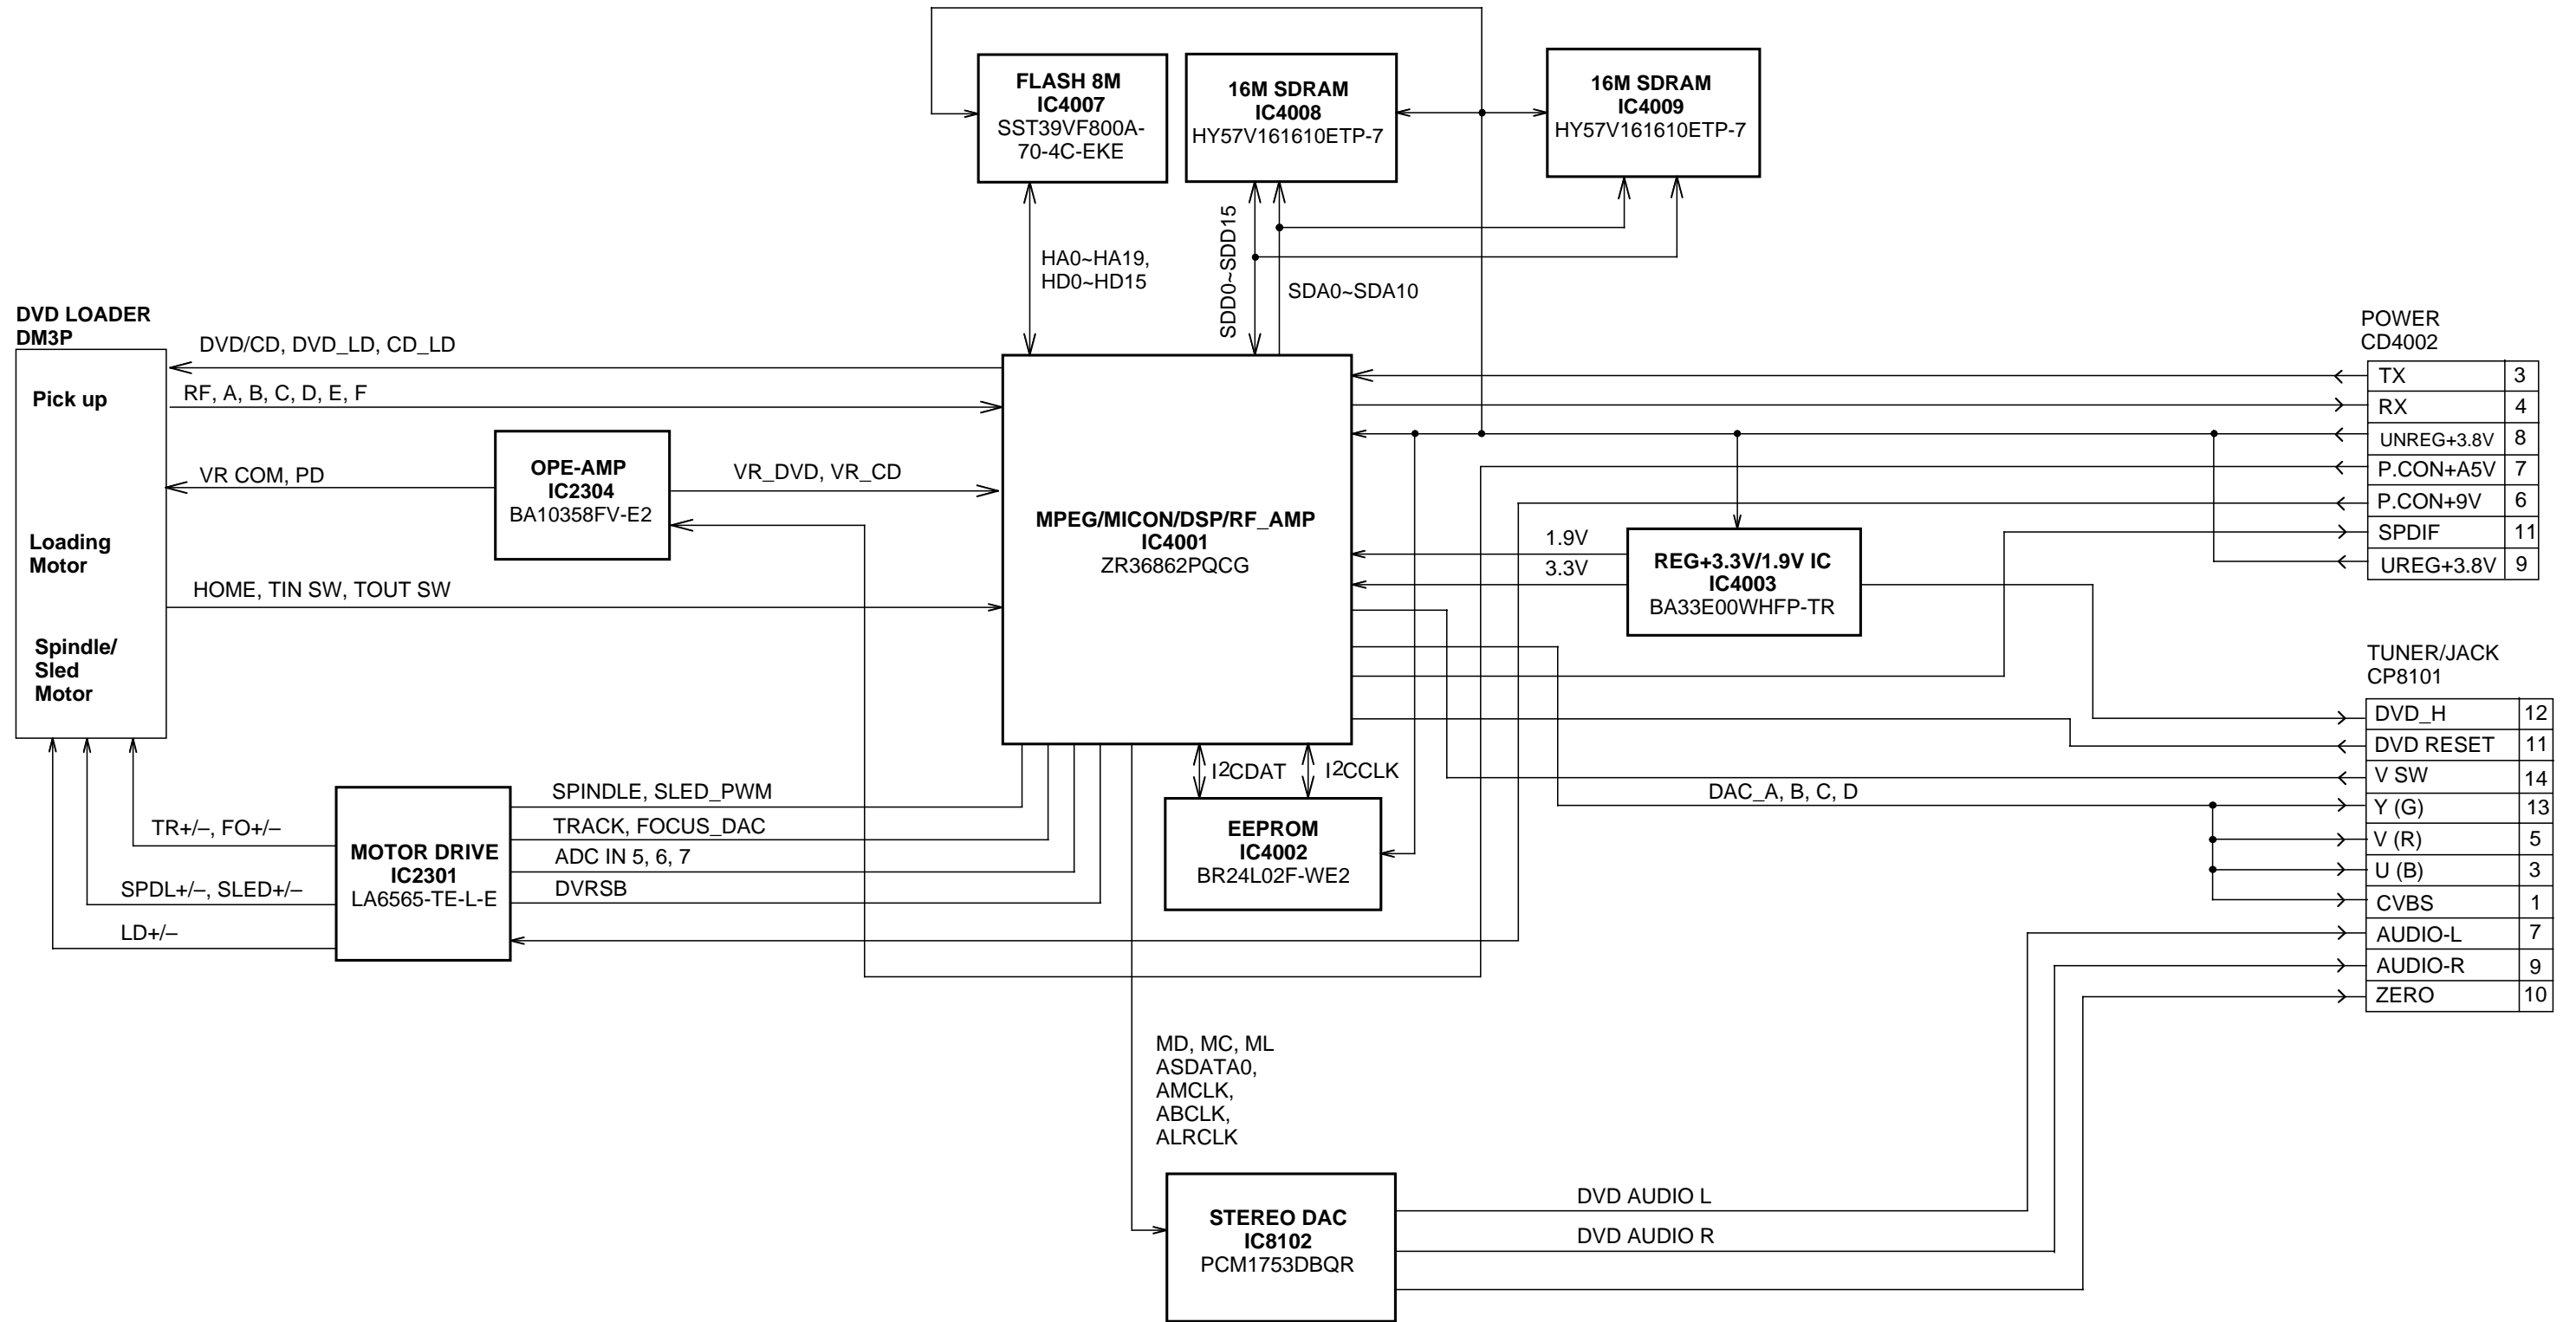 FLASH 8M
IC4007
SST39VF800A-
70-4C-EKE
16M SDRAM
IC4008
HY57V161610ETP-7
16M SDRAM
IC4009
HY57V161610ETP-7
HA0~HA19,
HD0~HD15
SDD0~SDD15
SDA0~SDA10
DVD LOADER
DM3P
Pick up
Loading
Motor
Spindle/
Sled
Motor
DVD/CD, DVD_LD, CD_LD
RF, A, B, C, D, E, F
VR COM, PD
OPE-AMP
IC2304
BA10358FV-E2
VR_DVD, VR_CD
HOME, TIN SW, TOUT SW
MPEG/MICON/DSP/RF_AMP
IC4001
ZR36862PQCG
1.9V
3.3V
REG+3.3V/1.9V IC
IC4003
BA33E00WHFP-TR
POWER
CD4002
TX 3
RX 4
UNREG+3.8V 8
P.CON+A5V 7
P.CON+9V 6
SPDIF 11
UREG+3.8V 9
TUNER/JACK
CP8101
DVD_H 12
DVD RESET 11
V SW 14
Y (G) 13
V (R) 5
U (B) 3
CVBS 1
AUDIO-L 7
AUDIO-R 9
ZERO 10
DAC_A, B, C, D
I2CDAT
I2CCLK
EEPROM
IC4002
BR24L02F-WE2
SPINDLE, SLED_PWM
TRACK, FOCUS_DAC
ADC IN 5, 6, 7
DVRSB
MOTOR DRIVE
IC2301
LA6565-TE-L-E
TR+/–, FO+/–
SPDL+/–, SLED+/–
LD+/–
MD, MC, ML
ASDATA0,
AMCLK,
ABCLK,
ALRCLK
STEREO DAC
IC8102
PCM1753DBQR
DVD AUDIO L
DVD AUDIO R